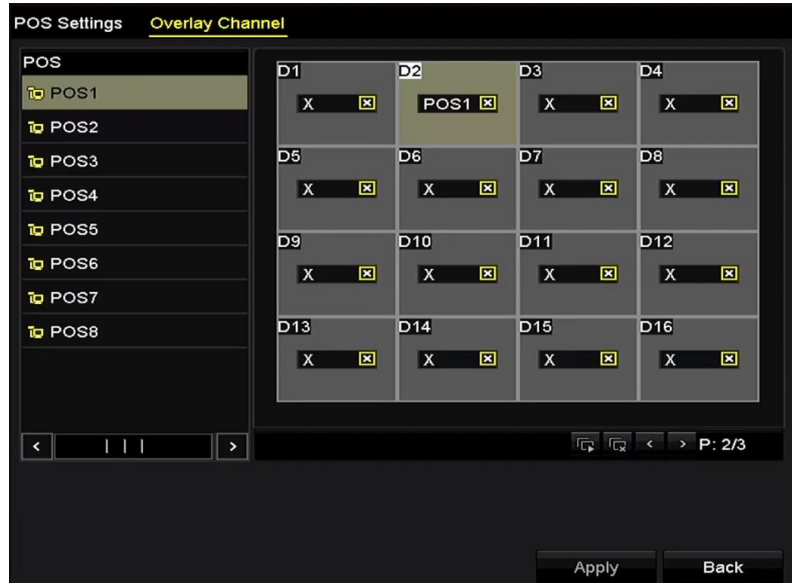 POS Settings Overlay Channel
POS
POS1
POS2
POS3
POS4
POS5
POS6
POS7
POS8
D1 D2 D3 D4
X POS1 X X
D5 D6 D7 D8
X X X X
D9 D10 D11 D12
X X X X
D13 D14 D15 D16
X X X X
P: 2/3
Apply Back